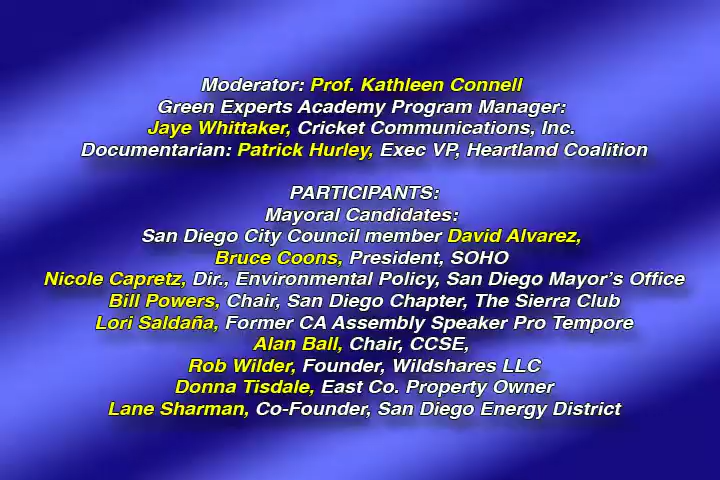 Moderator: Prof. Kathleen Connell
Green Experts Academy Program Manager:
Jaye Whittaker, Cricket Communications, Inc.
Documentarian: Patrick Hurley, Exec VP, Heartland Coalition
PARTICIPANTS:
Mayoral Candidates:
San Diego City Council member David Alvarez,
Bruce Coons, President, SOHO
Nicole Capretz, Dir., Environmental Policy, San Diego Mayor's Office
Bill Powers, Chair, San Diego Chapter, The Sierra Club
Lori Saldaña, Former CA Assembly Speaker Pro Tempore
Alan Ball, Chair, CCSE,
Rob Wilder, Founder, Wildshares LLC
Donna Tisdale, East Co. Property Owner
Lane Sharman, Co-Founder, San Diego Energy District